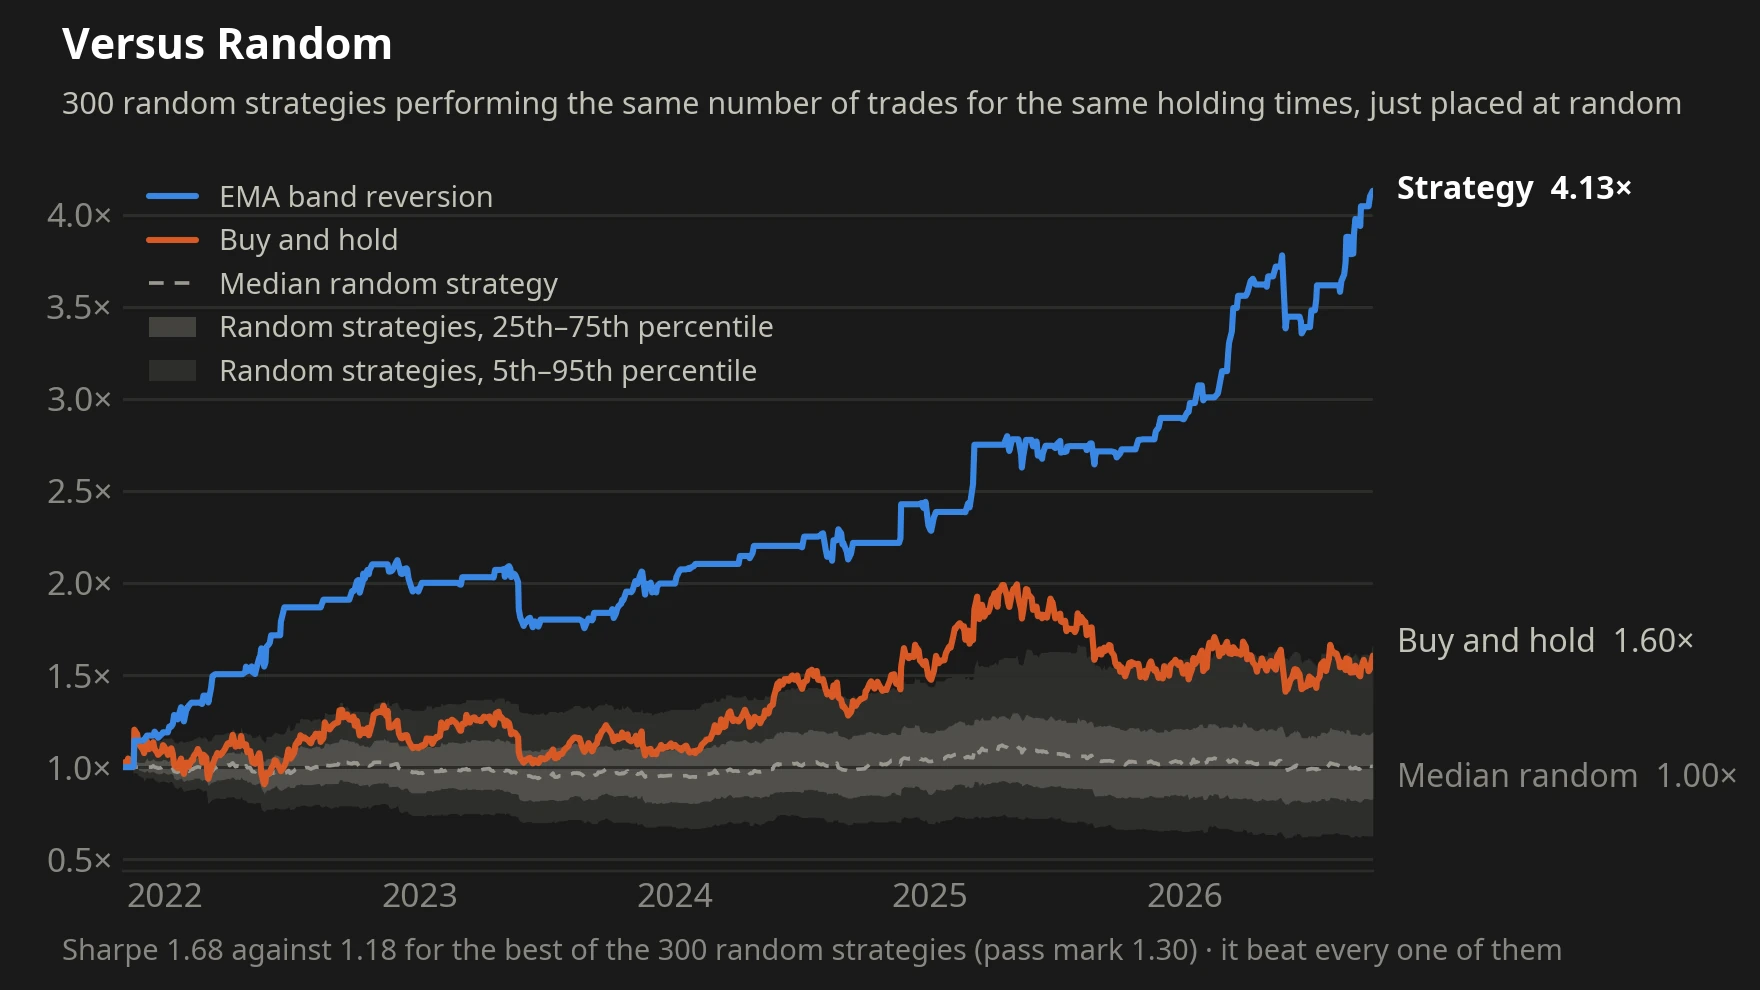 Versus Random
300 random strategies performing the same number of trades for the same holding times, just placed at random
EMA band reversion
Buy and hold
Median random strategy
Random strategies, 25th–75th percentile
Random strategies, 5th–95th percentile
4.0×
3.5×
3.0×
2.5×
2.0×
1.5×
1.0×
0.5×
Strategy 4.13×
Buy and hold 1.60×
Median random 1.00×
2022 2023 2024 2025 2026
Sharpe 1.68 against 1.18 for the best of the 300 random strategies (pass mark 1.30) · it beat every one of them